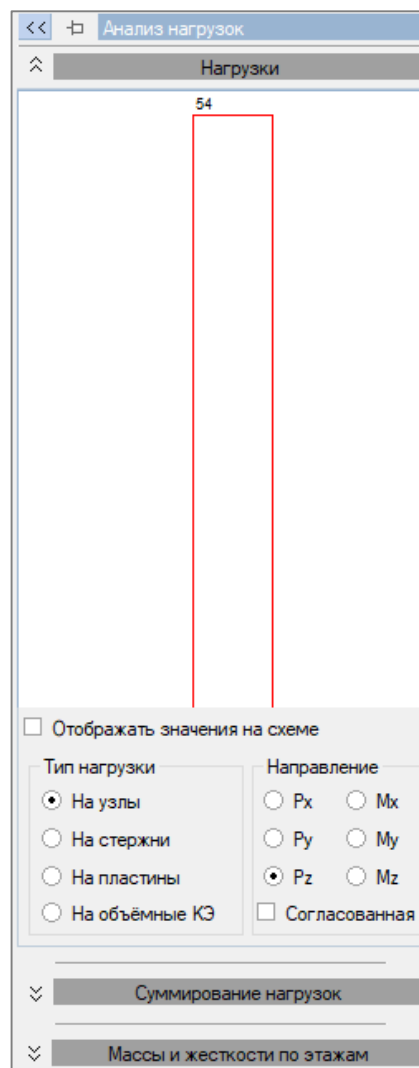 << Анализ нагрузок
Нагрузки
54
Отображать значения на схеме
Тип нагрузки Направление
На узлы Px Mx
На стержни Py My
На пластины Pz Mz
На объёмные КЭ Согласованная
Суммирование нагрузок
Массы и жесткости по этажам